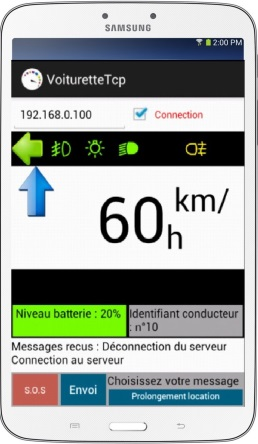 SAMSUNG
2:00 PM
VoituretteTcp
192.168.0.100 Connection
60 km/
h
Niveau batterie : 20% Identifiant conducteur
: n°10
Messages recus : Déconnection du serveur
Connection au serveur
S.O.S Envoi Choisissez votre message
Prolongement location